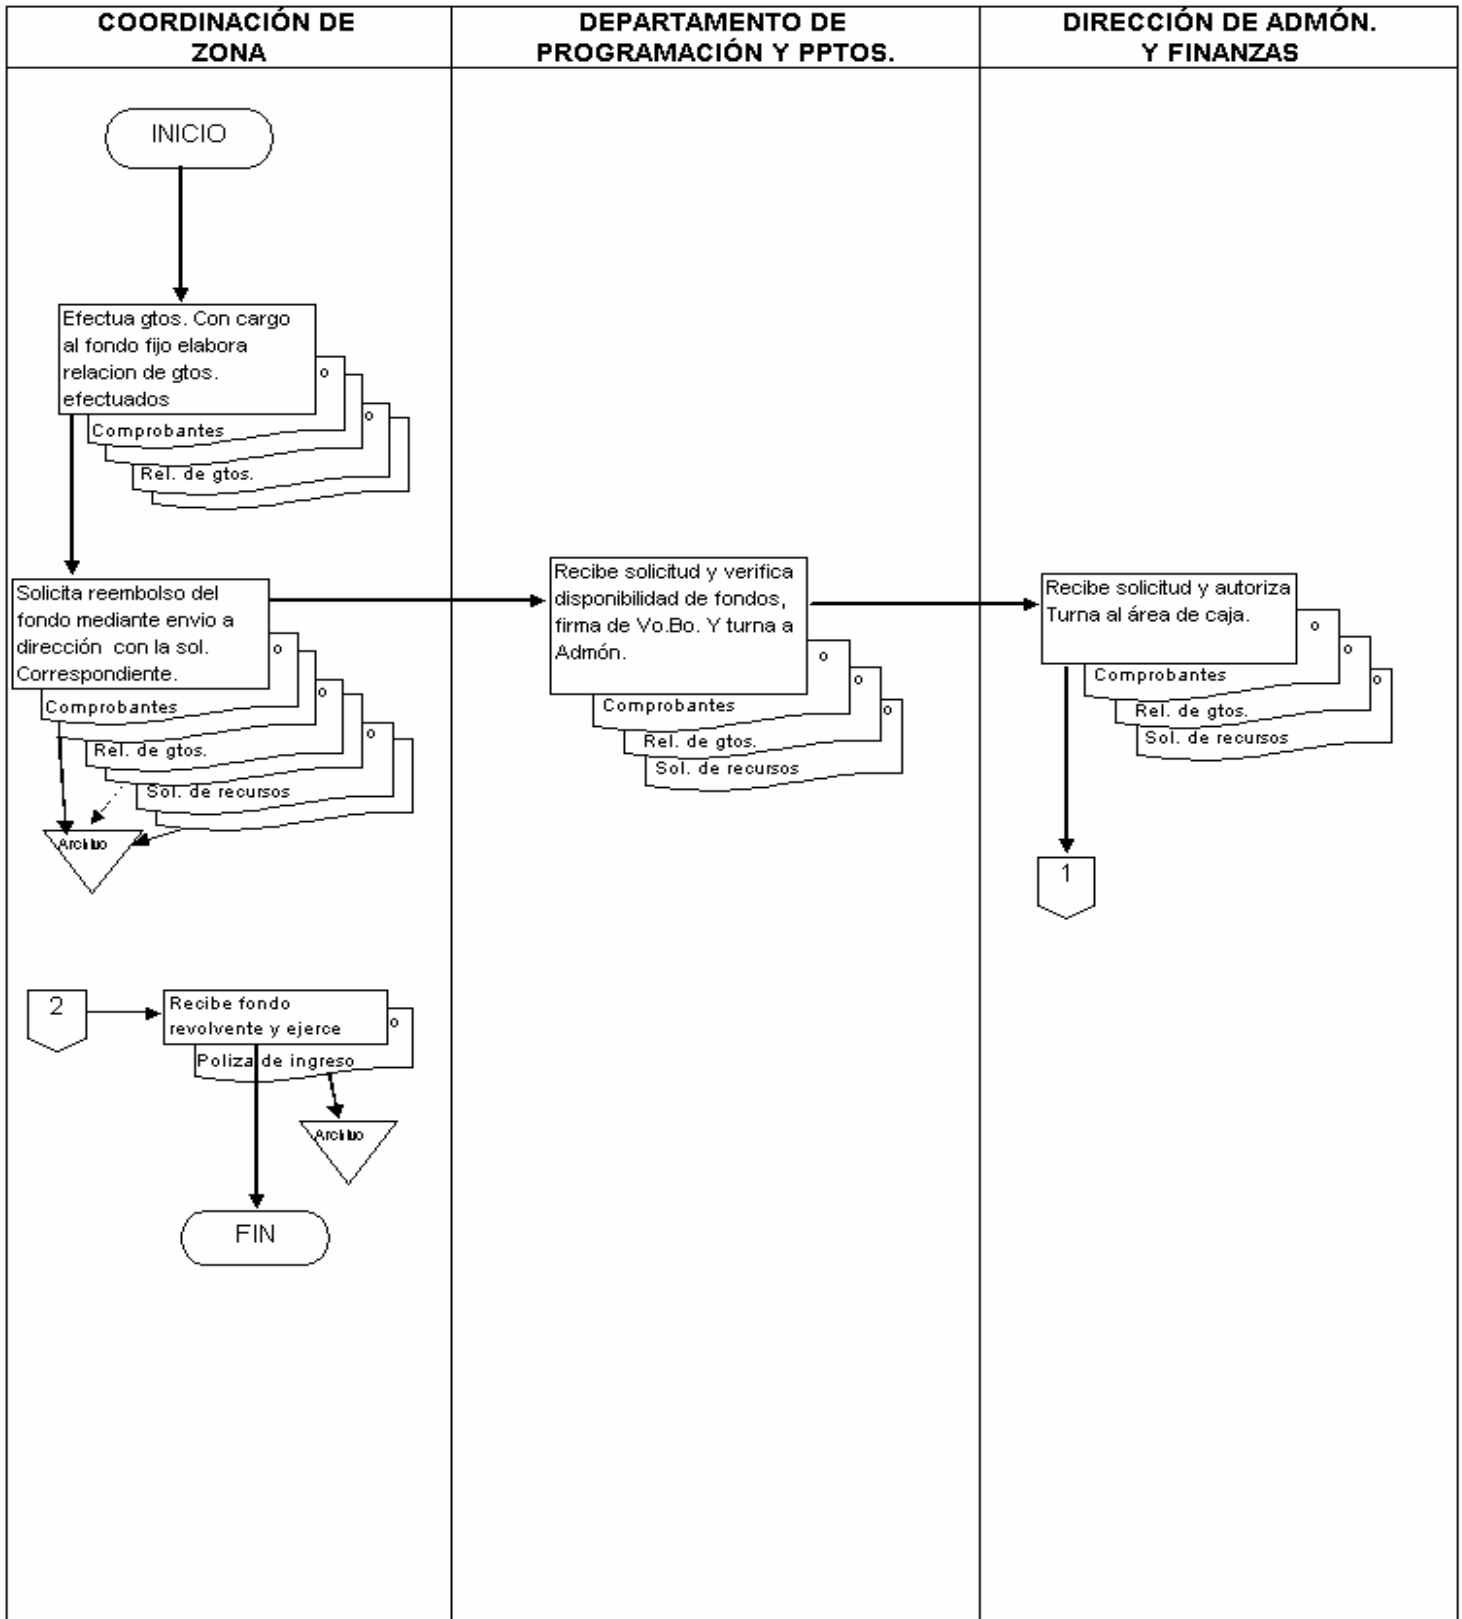 COORDINACIÓN DE
ZONA
DEPARTAMENTO DE
PROGRAMACIÓN Y PPTOS.
DIRECCIÓN DE ADMÓN.
Y FINANZAS
INICIO
Efectua gtos. Con cargo
al fondo fijo elabora
relacion de gtos.
efectuados
o
Comprobantes
o
Rel. de gtos.
Solicita reembolso del
fondo mediante envio a
dirección con la sol.
Correspondiente.
o
Comprobantes
o
Rel. de gtos.
o
Sol. de recursos
Archivo
Recibe solicitud y verifica
disponibilidad de fondos,
firma de Vo.Bo. Y turna a
Admón.
o
Comprobantes
o
Rel. de gtos.
o
Sol. de recursos
Recibe solicitud y autoriza
Turna al área de caja.
o
Comprobantes
o
Rel. de gtos.
o
Sol. de recursos
1
2
Recibe fondo
revolvente y ejerce
o
Poliza de ingreso
Archivo
FIN